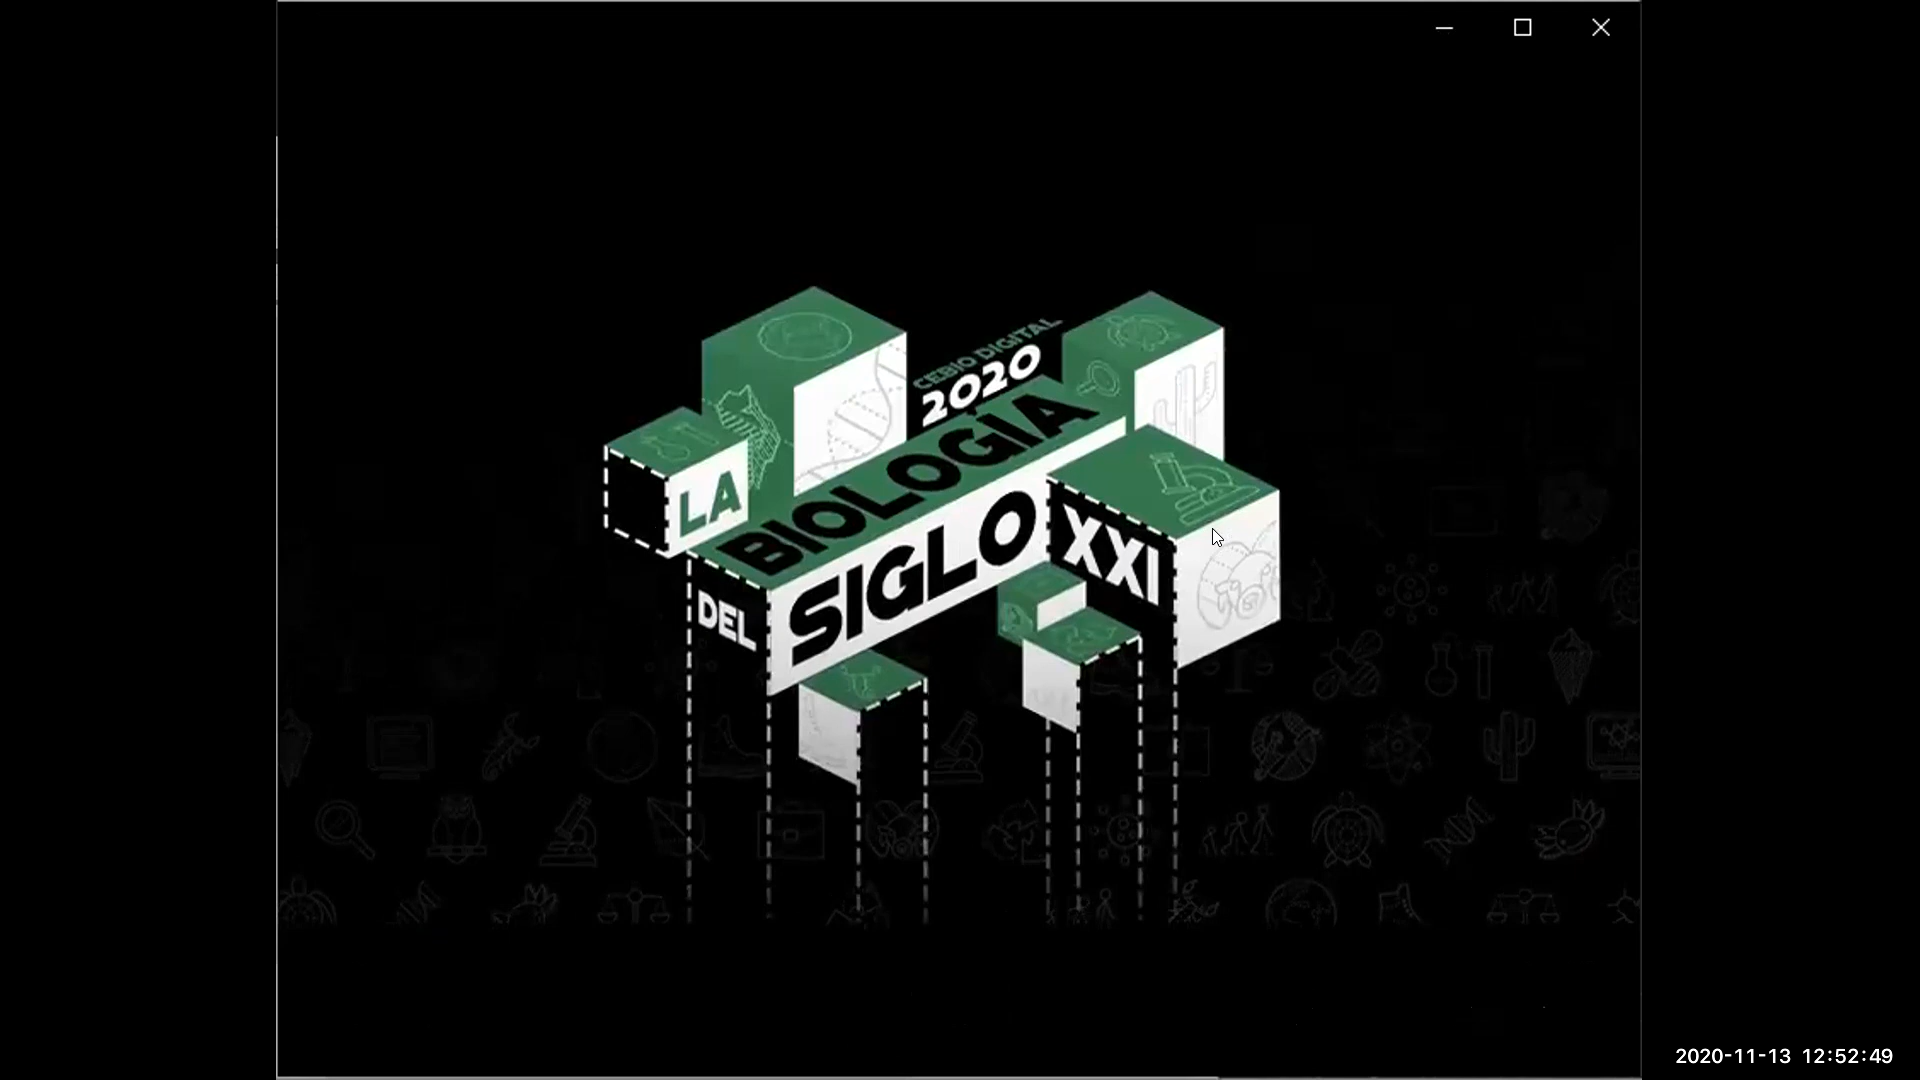 CEBIO DIGITAL
2020
LA
BIOLOGÍA
DEL
SIGLO
XXI
2020-11-13 12:52:49